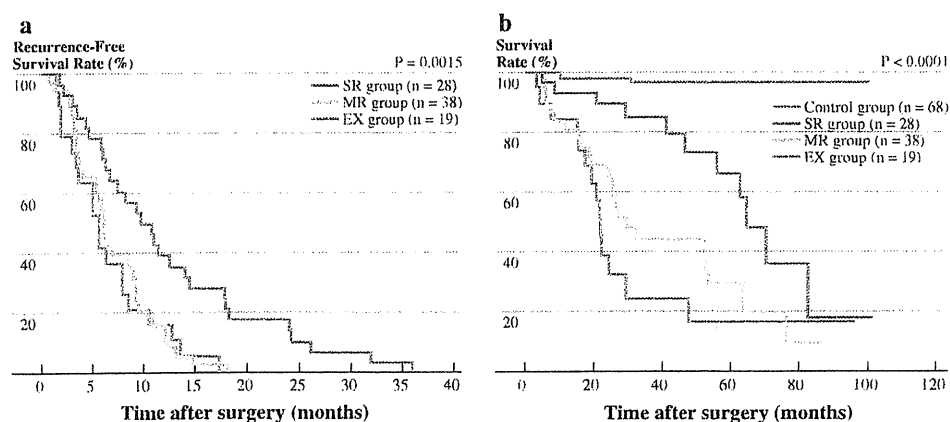 a
Recurrence-Free
Survival Rate (%)
P = 0.0015
SR group (n = 28)
MR group (n = 38)
EX group (n = 19)
100
80
60
40
20
0 5 10 15 20 25 30 35 40
Time after surgery (months)
b
Survival
Rate (%)
P < 0.0001
Control group (n = 68)
SR group (n = 28)
MR group (n = 38)
EX group (n = 19)
100
80
60
40
20
0 20 40 60 80 100 120
Time after surgery (months)